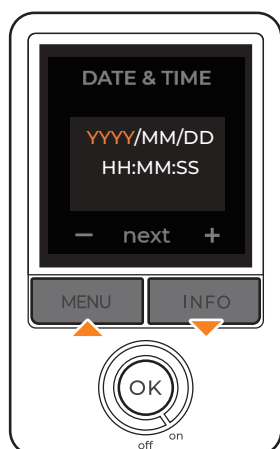 DATE & TIME
YYYY/MM/DD
HH:MM:SS
− next +
MENU INFO
OK
on
off